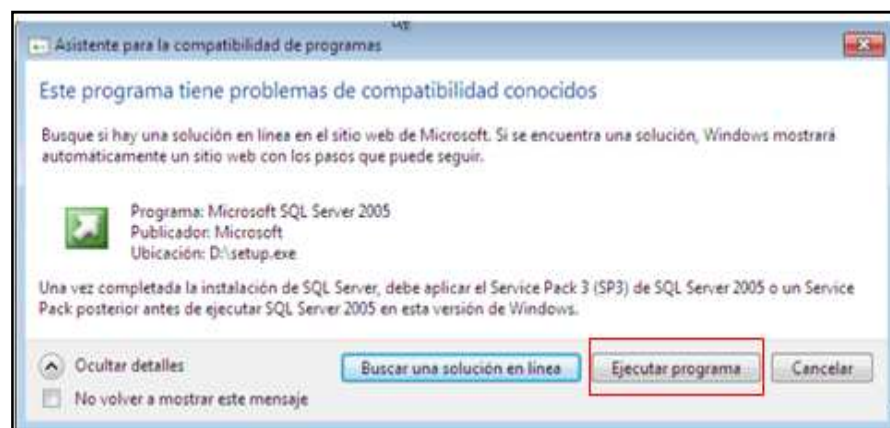 Asistente para la compatibilidad de programas
Este programa tiene problemas de compatibilidad conocidos
Busque si hay una solución en línea en el sitio web de Microsoft. Si se encuentra una solución, Windows mostrará
automáticamente un sitio web con los pasos que puede seguir.
Programa: Microsoft SQL Server 2005
Publicador: Microsoft
Ubicación: D:\setup.exe
Una vez completada la instalación de SQL Server, debe aplicar el Service Pack 3 (SP3) de SQL Server 2005 o un Service
Pack posterior antes de ejecutar SQL Server 2005 en esta versión de Windows.
Ocultar detalles
Buscar una solución en línea
Ejecutar programa
Cancelar
No volver a mostrar este mensaje